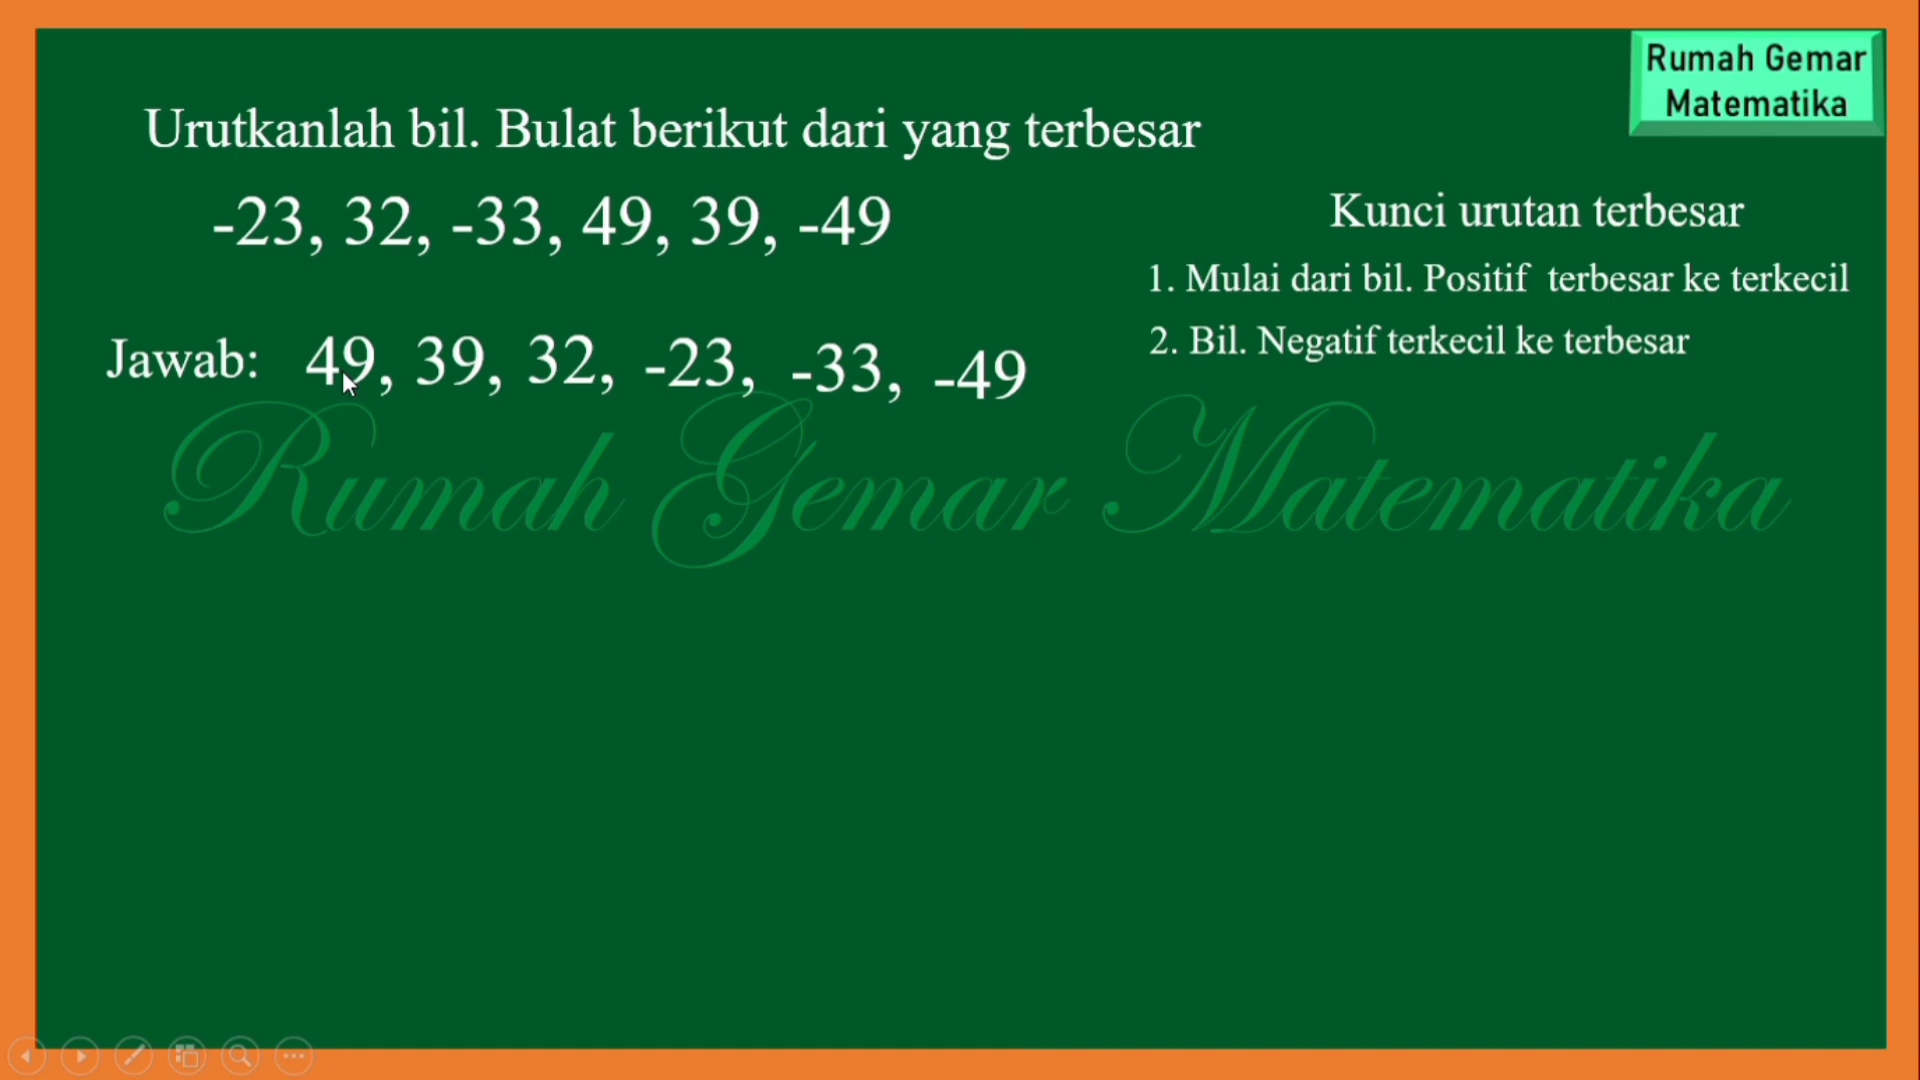 Rumah Gemar
Matematika
Urutkanlah bil. Bulat berikut dari yang terbesar
-23, 32, -33, 49, 39, -49
Kunci urutan terbesar
1. Mulai dari bil. Positif terbesar ke terkecil
2. Bil. Negatif terkecil ke terbesar
Jawab: 49, 39, 32, -23, -33, -49
Rumah Gemar Matematika